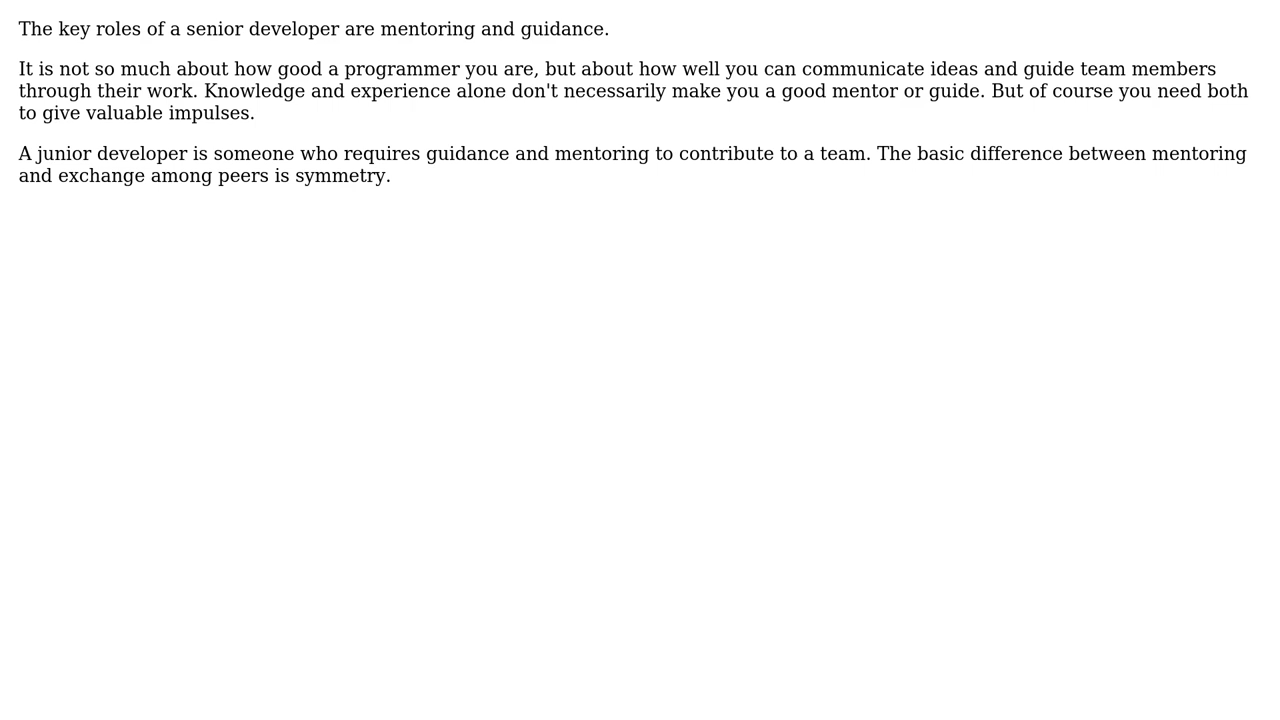 The key roles of a senior developer are mentoring and guidance.
It is not so much about how good a programmer you are, but about how well you can communicate ideas and guide team members
through their work. Knowledge and experience alone don't necessarily make you a good mentor or guide. But of course you need both
to give valuable impulses.
A junior developer is someone who requires guidance and mentoring to contribute to a team. The basic difference between mentoring
and exchange among peers is symmetry.